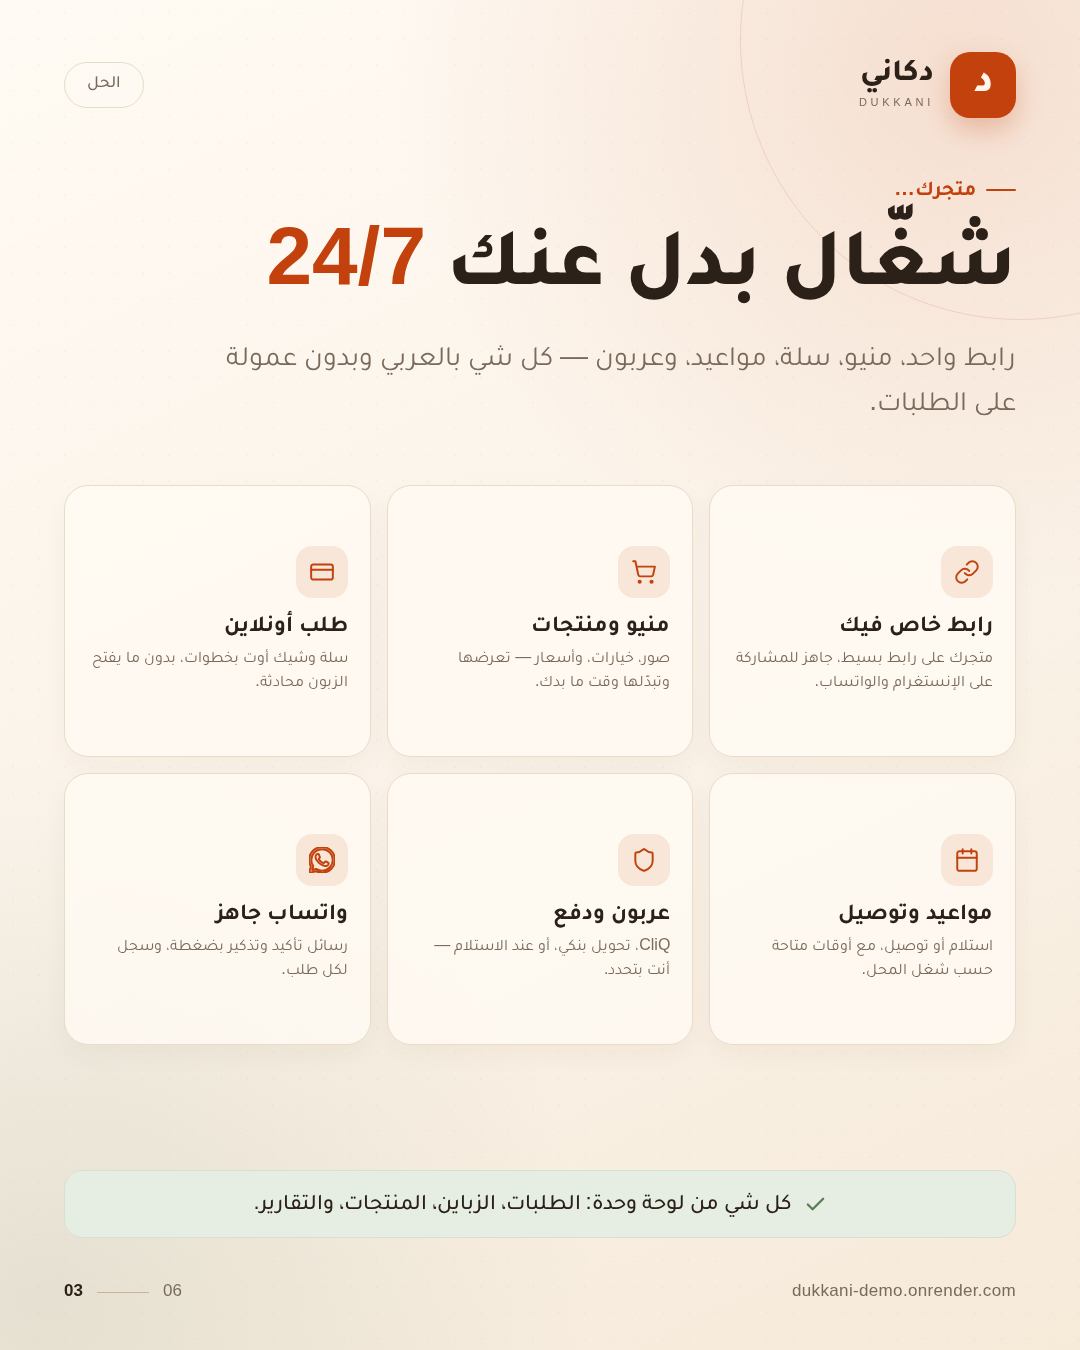 د
دكاني
DUKKANI
الحل
متجرك...
شغّال بدل عنك 24/7
رابط واحد، منيو، سلة، مواعيد، وعربون — كل شي بالعربي وبدون عمولة
على الطلبات.
رابط خاص فيك
متجرك على رابط بسيط، جاهز للمشاركة
على الإنستغرام والواتساب.
منيو ومنتجات
صور، خيارات، وأسعار — تعرضها
وتبدّلها وقت ما بدك.
طلب أونلاين
سلة وشيك أوت بخطوات، بدون ما يفتح
الزبون محادثة.
مواعيد وتوصيل
استلام أو توصيل، مع أوقات متاحة
حسب شغل المحل.
عربون ودفع
CliQ، تحويل بنكي، أو عند الاستلام —
أنت بتحدد.
واتساب جاهز
رسائل تأكيد وتذكير بضغطة، وسجل
لكل طلب.
كل شي من لوحة وحدة: الطلبات، الزباين، المنتجات، والتقارير.
dukkani-demo.onrender.com
03 06